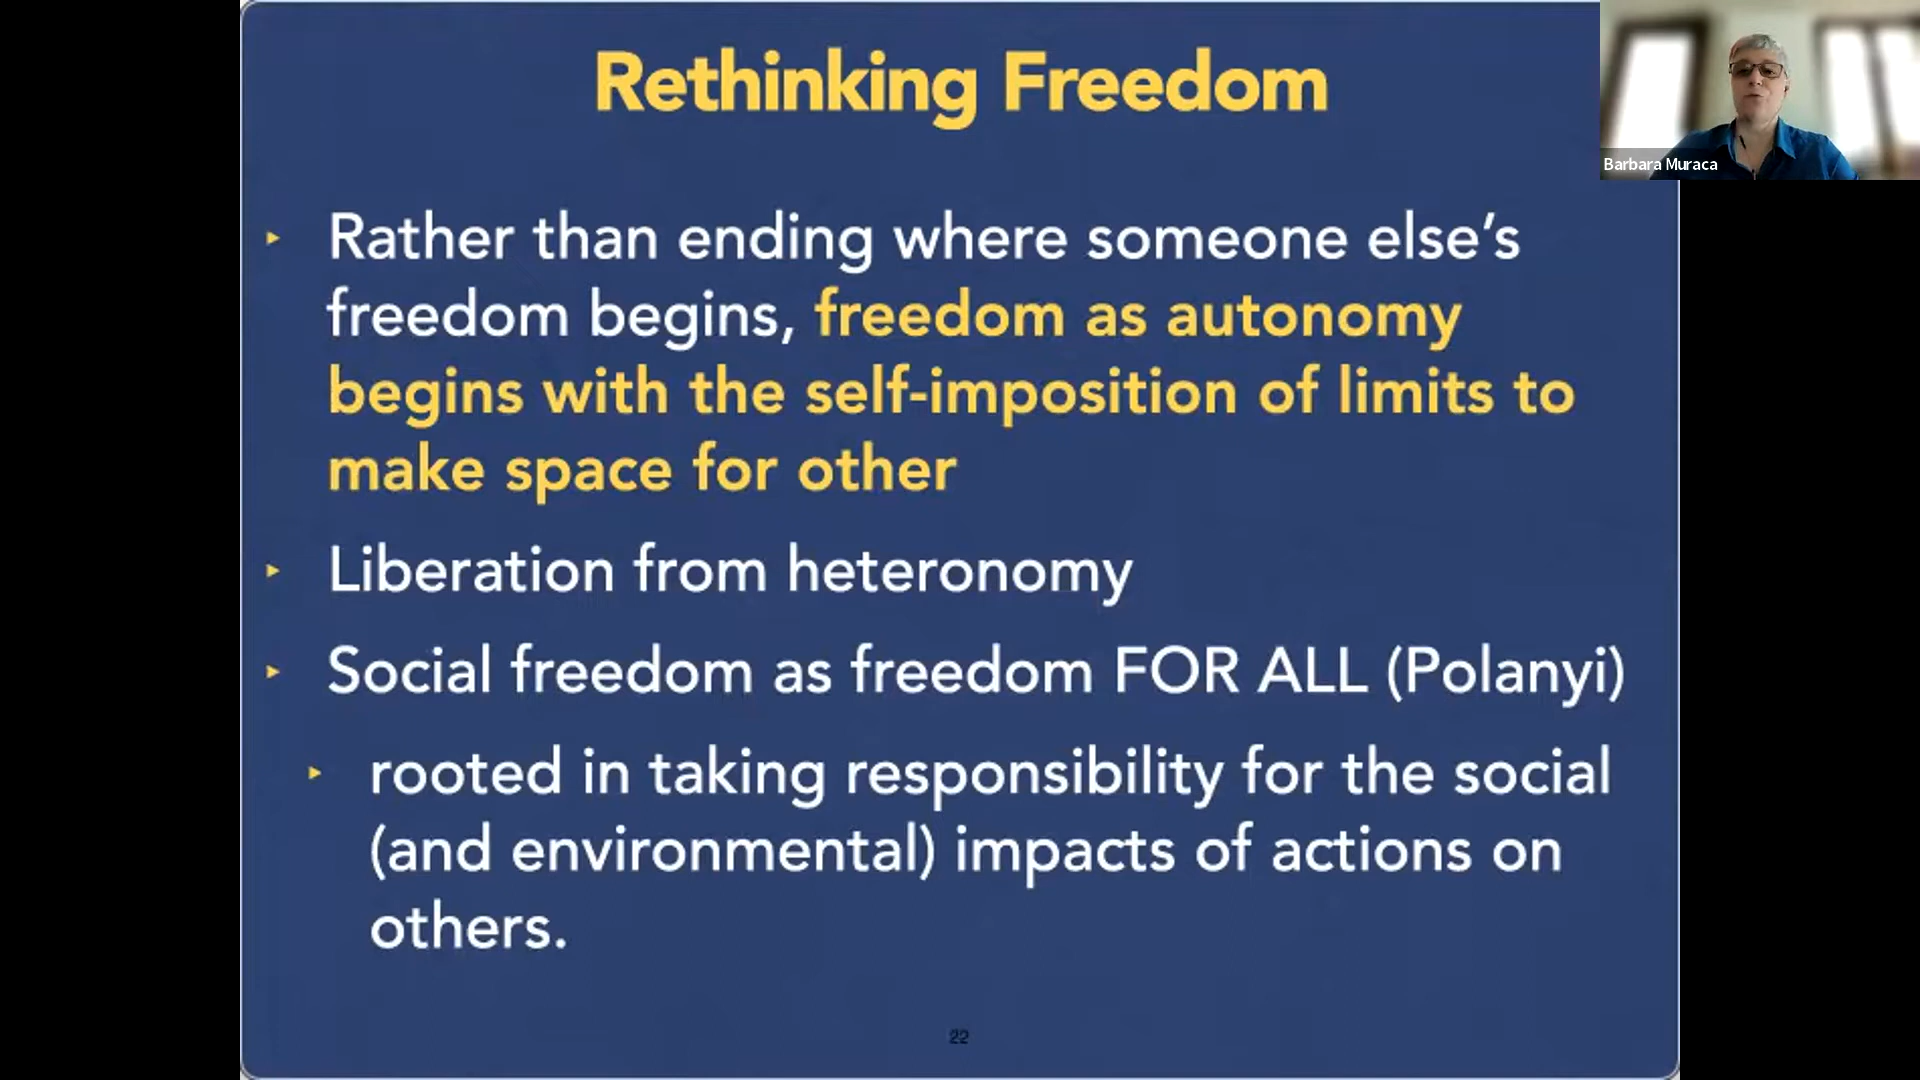 Rethinking Freedom
Barbara Muraca
Rather than ending where someone else’s
freedom begins, freedom as autonomy
begins with the self-imposition of limits to
make space for other
Liberation from heteronomy
Social freedom as freedom FOR ALL (Polanyi)
rooted in taking responsibility for the social
(and environmental) impacts of actions on
others.
22